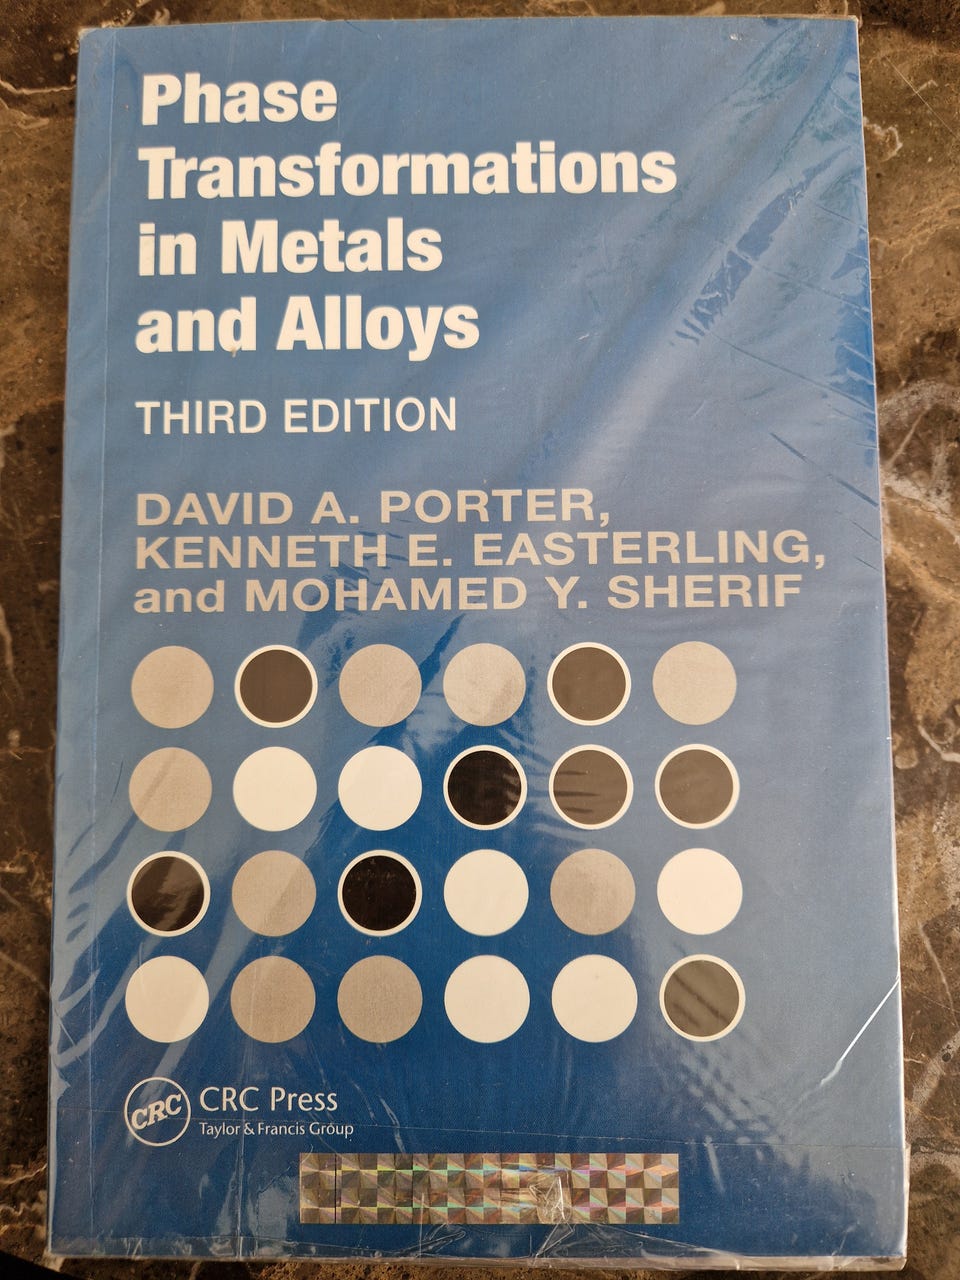 Phase
Transformations
in Metals
and Alloys
THIRD EDITION
DAVID A. PORTER,
KENNETH E. EASTERLING,
and MOHAMED Y. SHERIF
CRC
CRC Press
Taylor & Francis Group